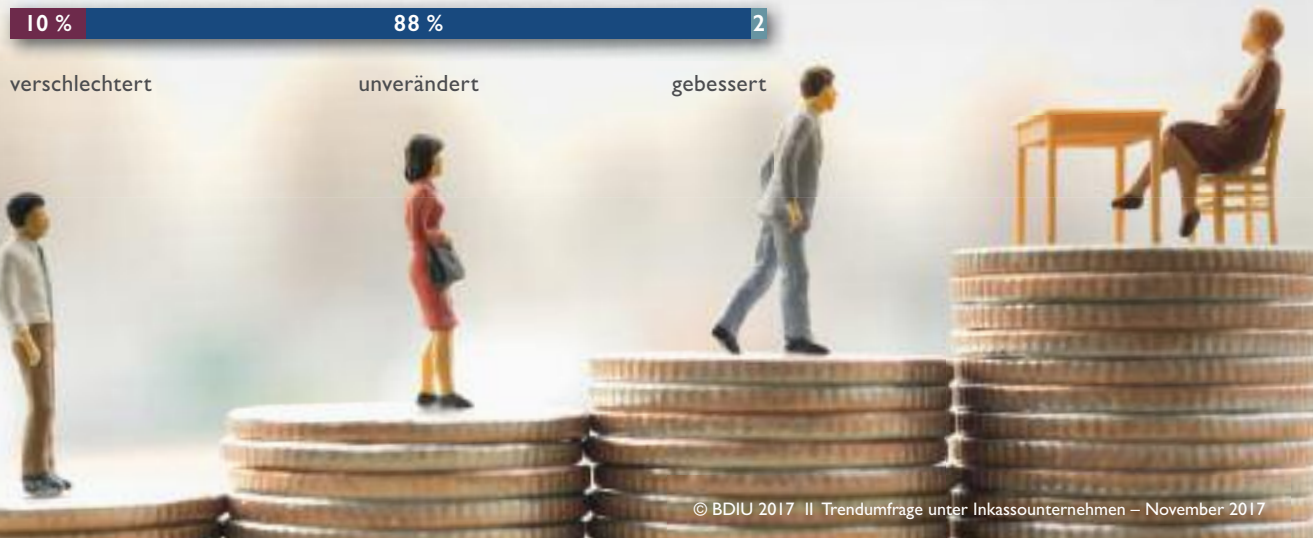 10 % 88 % 2
verschlechtert unverändert gebessert
© BDIU 2017 II Trendumfrage unter Inkassounternehmen – November 2017